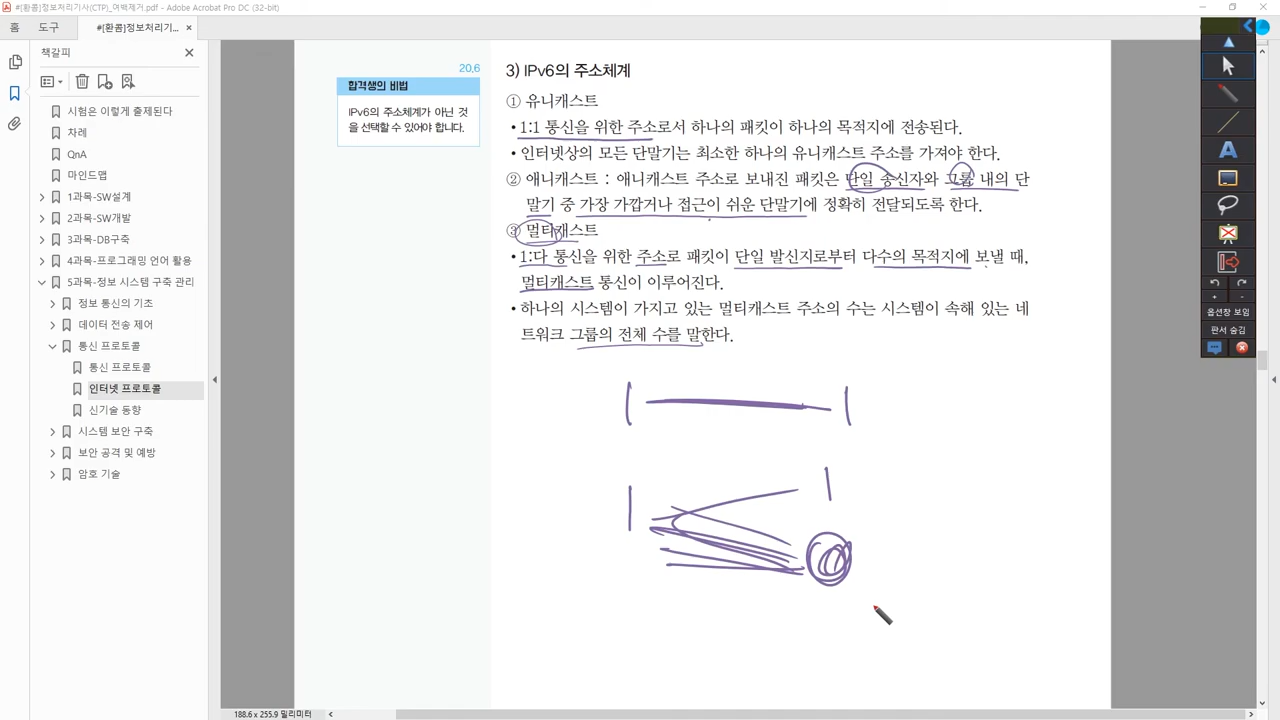 #[환콩]정보처리기사(CTP)_여백제거.pdf - Adobe Acrobat Pro DC (32-bit)
홈 도구 #[환콩]정보처리기... ×
책갈피
시험은 이렇게 출제된다
차례
QnA
마인드맵
1과목-SW설계
2과목-SW개발
3과목-DB구축
4과목-프로그래밍 언어 활용
5과목-정보 시스템 구축 관리
정보 통신의 기초
데이터 전송 제어
통신 프로토콜
통신 프로토콜
인터넷 프로토콜
신기술 동향
시스템 보안 구축
보안 공격 및 예방
암호 기술
20.6
합격생의 비법
IPv6의 주소체계가 아닌 것
을 선택할 수 있어야 합니다.
3) IPv6의 주소체계
① 유니캐스트
• 1:1 통신을 위한 주소로서 하나의 패킷이 하나의 목적지에 전송된다.
• 인터넷상의 모든 단말기는 최소한 하나의 유니캐스트 주소를 가져야 한다.
② 애니캐스트 : 애니캐스트 주소로 보내진 패킷은 단일 송신자와 그룹 내의 단
말기 중 가장 가깝거나 접근이 쉬운 단말기에 정확히 전달되도록 한다.
③ 멀티캐스트
• 1:다 통신을 위한 주소로 패킷이 단일 발신지로부터 다수의 목적지에 보낼 때,
멀티캐스트 통신이 이루어진다.
• 하나의 시스템이 가지고 있는 멀티캐스트 주소의 수는 시스템이 속해 있는 네
트워크 그룹의 전체 수를 말한다.
옵션창 보임
판서 숨김
188.6 x 255.9 밀리미터